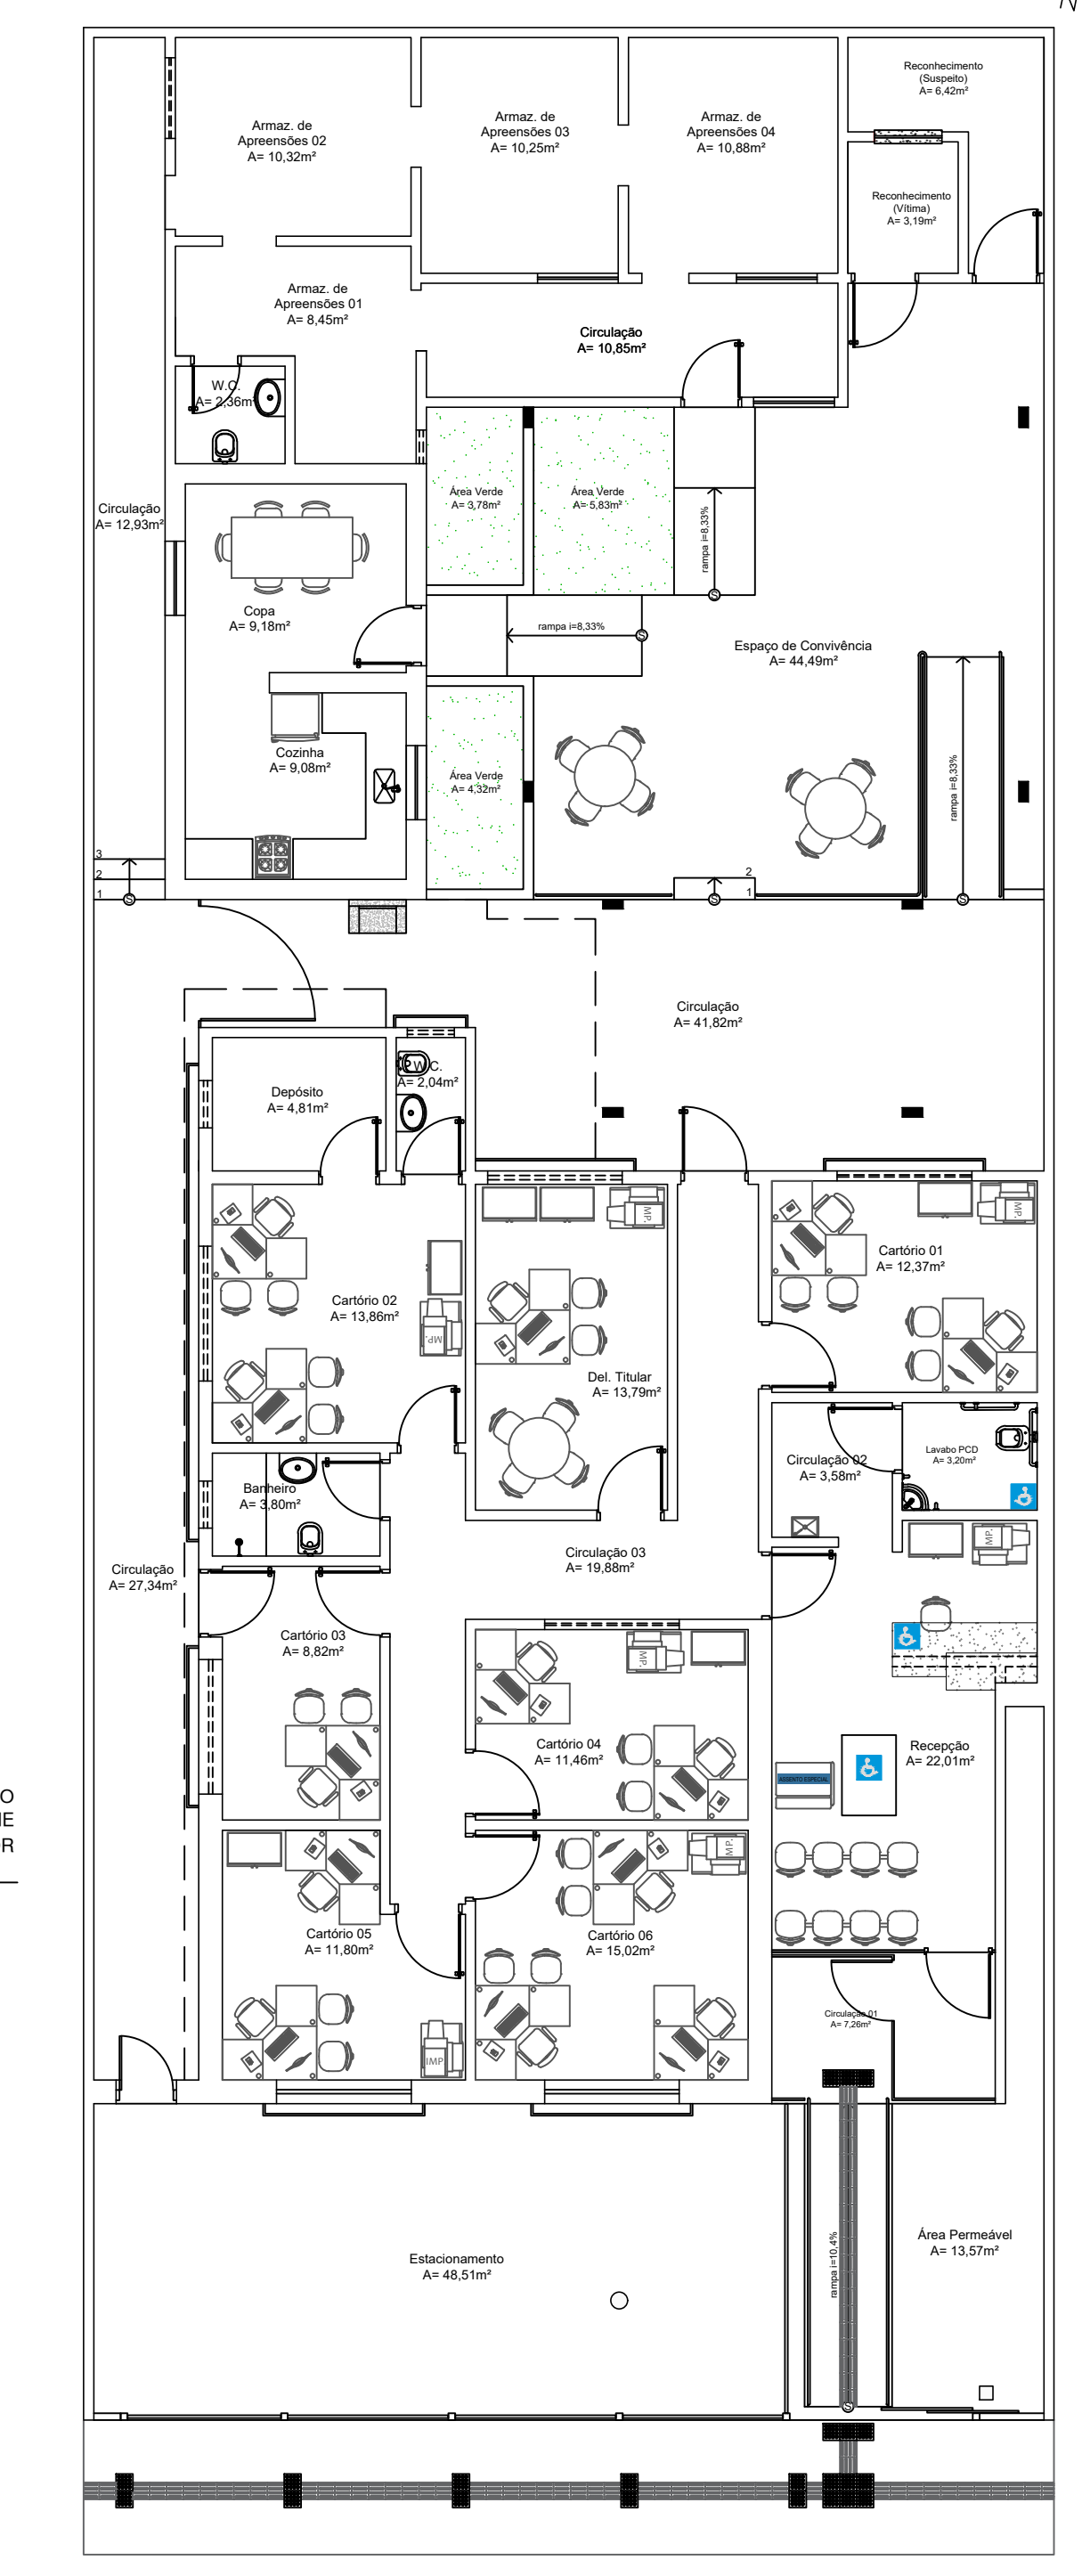 Reconhecimento
(Suspeito)
A= 6,42m²
Armaz. de
Apreensões 02
A= 10,32m²
Armaz. de
Apreensões 03
A= 10,25m²
Armaz. de
Apreensões 04
A= 10,88m²
Reconhecimento
(Vítima)
A= 3,19m²
Armaz. de
Apreensões 01
A= 8,45m²
Circulação
A= 10,85m²
W.C.
A= 2,36m²
Circulação
A= 12,93m²
Área Verde
A= 3,78m²
Área Verde
A= 5,83m²
rampa i=8,33%
S
Copa
A= 9,18m²
rampa i=8,33%
S
Espaço de Convivência
A= 44,49m²
Cozinha
A= 9,08m²
Área Verde
A= 4,32m²
rampa i=8,33%
3
2
1
S
2
1
S
S
Circulação
A= 41,82m²
Depósito
A= 4,81m²
W.C.
A= 2,04m²
MP.
MP.
Cartório 01
A= 12,37m²
Cartório 02
A= 13,86m²
MP.
Del. Titular
A= 13,79m²
Circulação 02
A= 3,58m²
Lavabo PCD
A= 3,20m²
Banheiro
A= 3,80m²
MP.
Circulação
A= 27,34m²
Circulação 03
A= 19,88m²
Cartório 03
A= 8,82m²
MP.
Cartório 04
A= 11,46m²
Recepção
A= 22,01m²
ASSENTO ESPECIAL
O
IE
OR
MP.
Cartório 05
A= 11,80m²
Cartório 06
A= 15,02m²
Circulação 01
A= 7,26m²
IMP
Estacionamento
A= 48,51m²
rampa i=10,4%
S
Área Permeável
A= 13,57m²